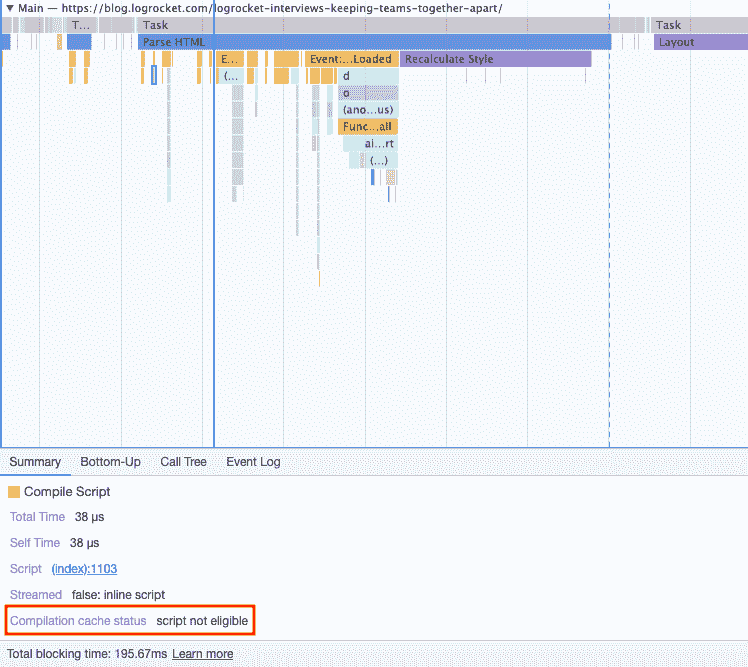 ▼ Main — https://blog.logrocket.com/logrocket-interviews-keeping-teams-together-apart/
T... Task Task
Parse HTML Layout
E... Event:...Loaded Recalculate Style
(... d
o
(ano...us)
Func...all
ai...rt
(...)
Summary Bottom-Up Call Tree Event Log
Compile Script
Total Time 38 μs
Self Time 38 μs
Script (index):1103
Streamed false: inline script
Compilation cache status script not eligible
Total blocking time: 195.67ms Learn more